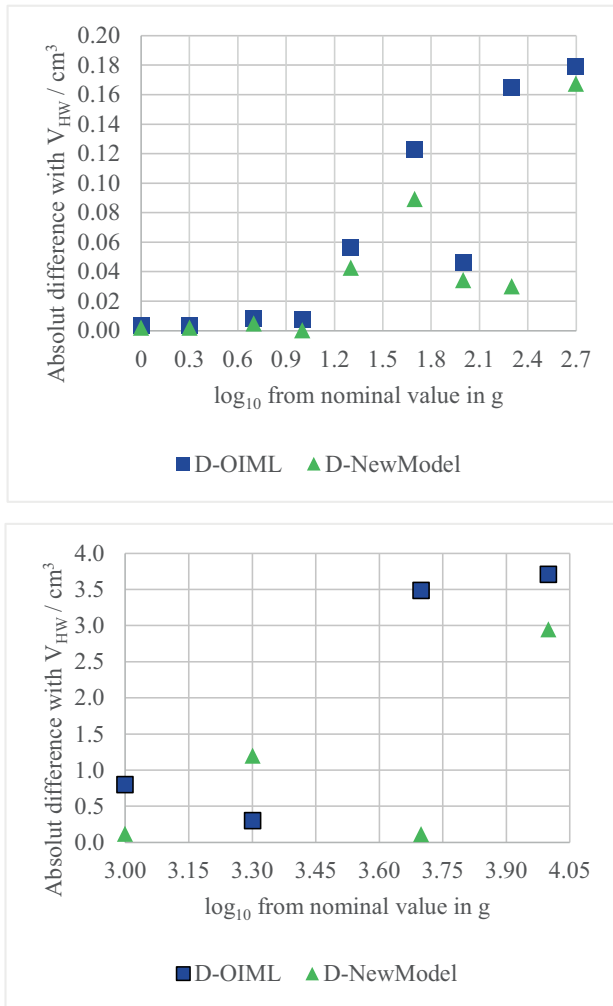 Absolut difference with V_HW / cm³
0.20
0.18
0.16
0.14
0.12
0.10
0.08
0.06
0.04
0.02
0.00
0 0.3 0.6 0.9 1.2 1.5 1.8 2.1 2.4 2.7
log₁₀ from nominal value in g
D-OIML D-NewModel
Absolut difference with V_HW / cm³
4.0
3.5
3.0
2.5
2.0
1.5
1.0
0.5
0.0
3.00 3.15 3.30 3.45 3.60 3.75 3.90 4.05
log₁₀ from nominal value in g
D-OIML D-NewModel